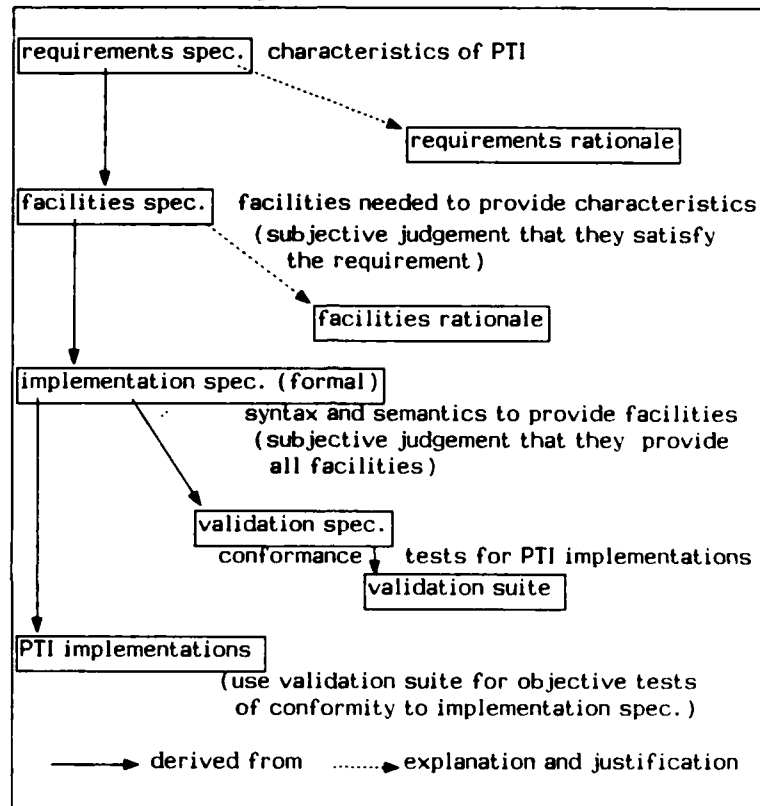 requirements spec. characteristics of PTI
requirements rationale
facilities spec. facilities needed to provide characteristics
(subjective judgement that they satisfy
the requirement)
facilities rationale
implementation spec. (formal)
syntax and semantics to provide facilities
(subjective judgement that they provide
all facilities)
validation spec.
conformance tests for PTI implementations
validation suite
PTI implementations
(use validation suite for objective tests
of conformity to implementation spec.)
derived from explanation and justification